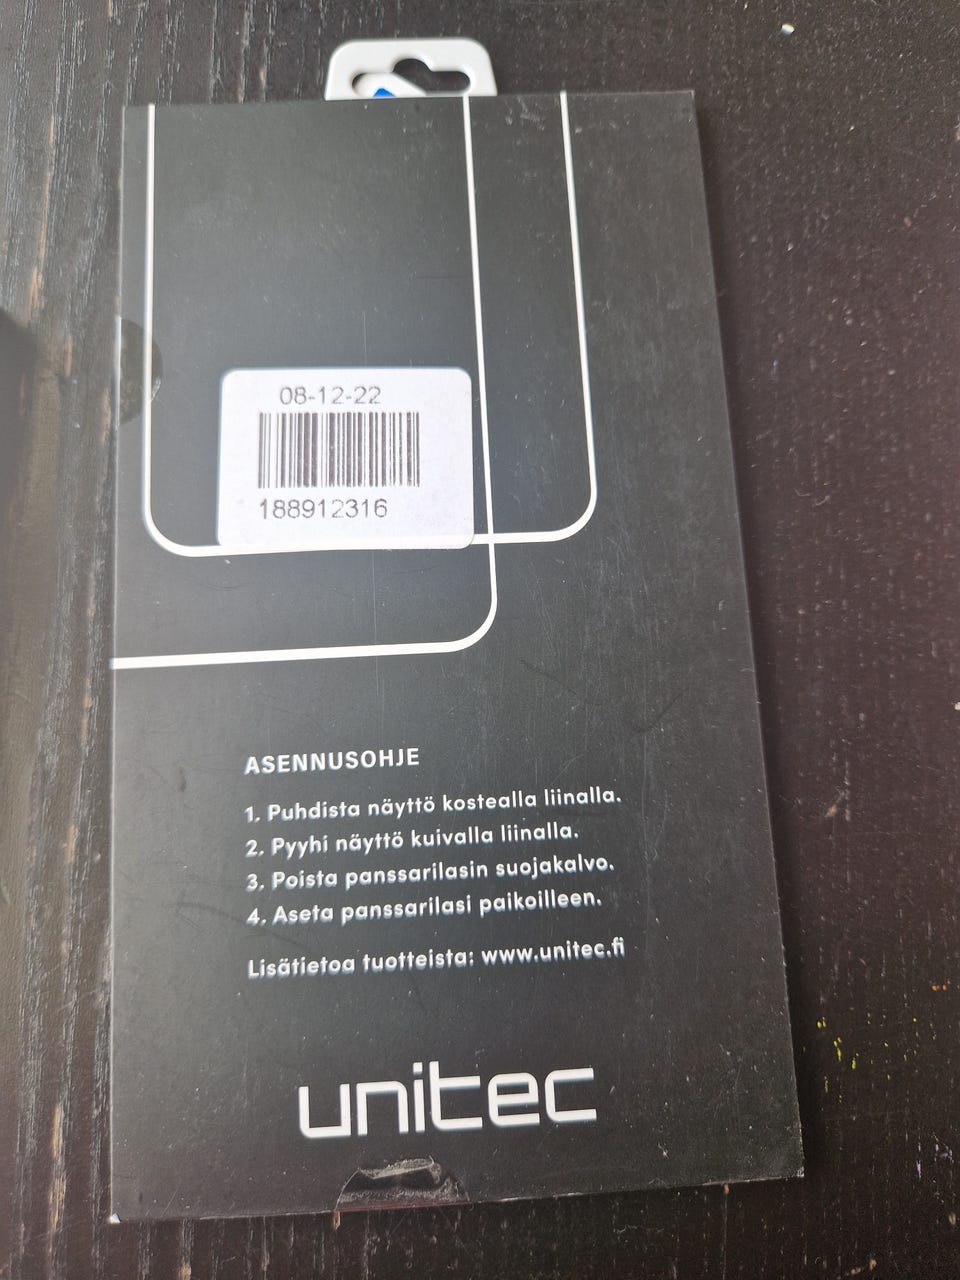 08-12-22
188912316
ASENNUSOHJE
1. Puhdista näyttö kostealla liinalla.
2. Pyyhi näyttö kuivalla liinalla.
3. Poista panssarilasin suojakalvo.
4. Aseta panssarilasi paikoilleen.
Lisätietoa tuotteista: www.unitec.fi
unitec